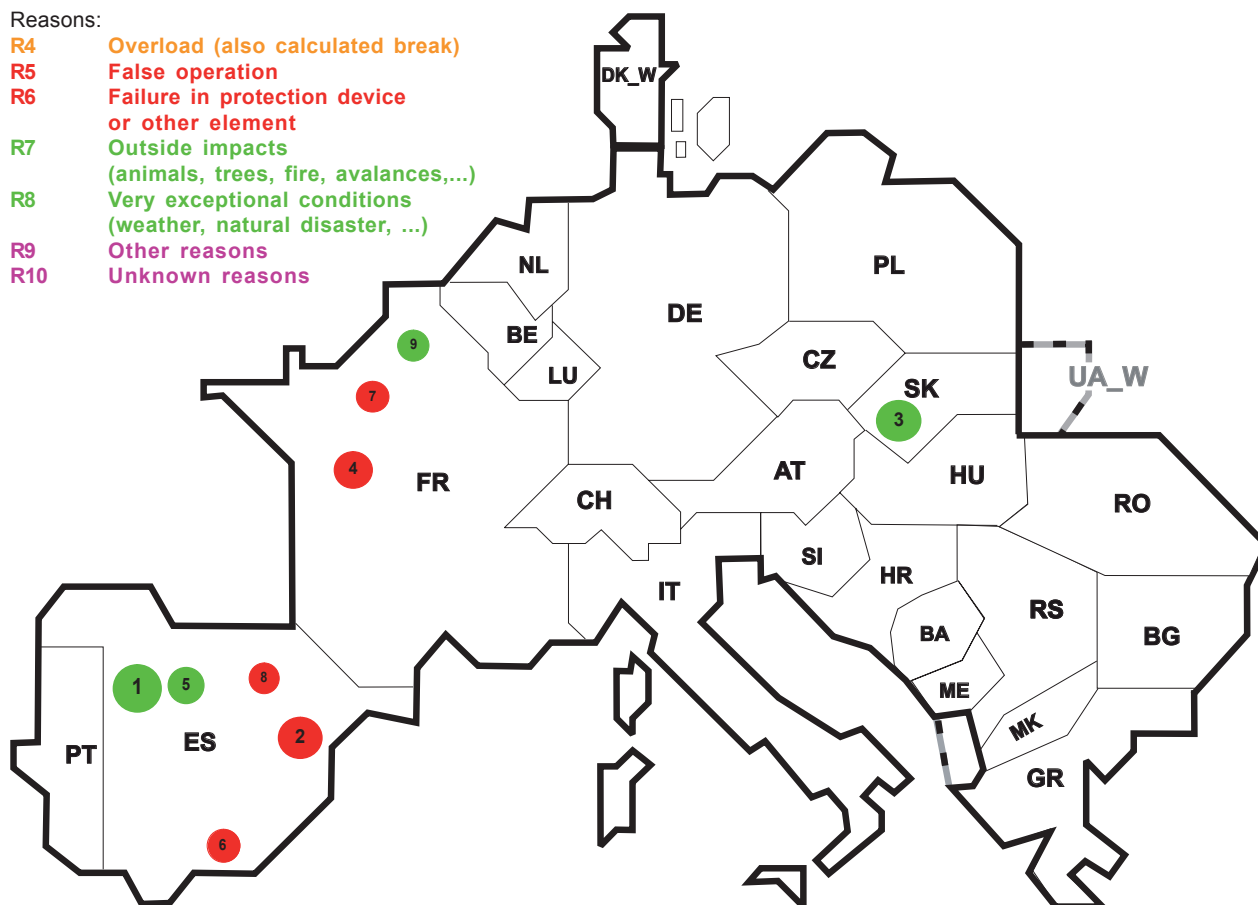 Reasons:
R4 Overload (also calculated break)
R5 False operation
R6 Failure in protection device
or other element
R7 Outside impacts
(animals, trees, fire, avalances,...)
R8 Very exceptional conditions
(weather, natural disaster, ...)
R9 Other reasons
R10 Unknown reasons
DK_W
NL
PL
DE
BE
9
CZ
LU
SK
UA_W
7
3
4
FR
AT
HU
CH
RO
SI
HR
IT
RS
BA
BG
1
5
8
ME
ES
2
MK
PT
GR
6